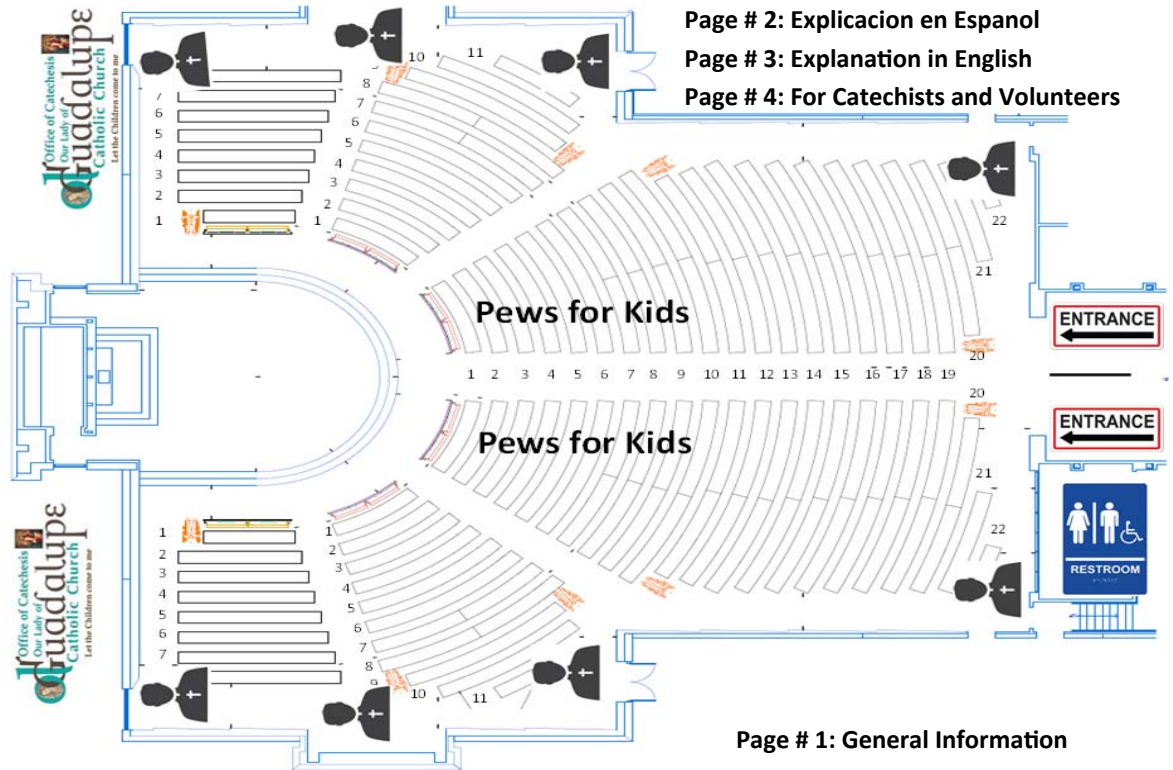 Page # 2: Explicacion en Espanol
Page # 3: Explanation in English
Page # 4: For Catechists and Volunteers
Office of Catechesis
Our Lady of
Guadalupe
Catholic Church
Let the Children come to me
7
6
5
4
3
2
1
11
10
8
7
6
5
4
3
2
1
22
21
Pews for Kids
ENTRANCE
20
1 2 3 4 5 6 7 8 9 10 11 12 13 14 15 16 17 18 19
20
ENTRANCE
Pews for Kids
21
22
RESTROOM
Office of Catechesis
Our Lady of
Guadalupe
Catholic Church
Let the Children come to me
1
2
3
4
5
6
7
1
2
3
4
5
6
7
8
9
10
11
Page # 1: General Information